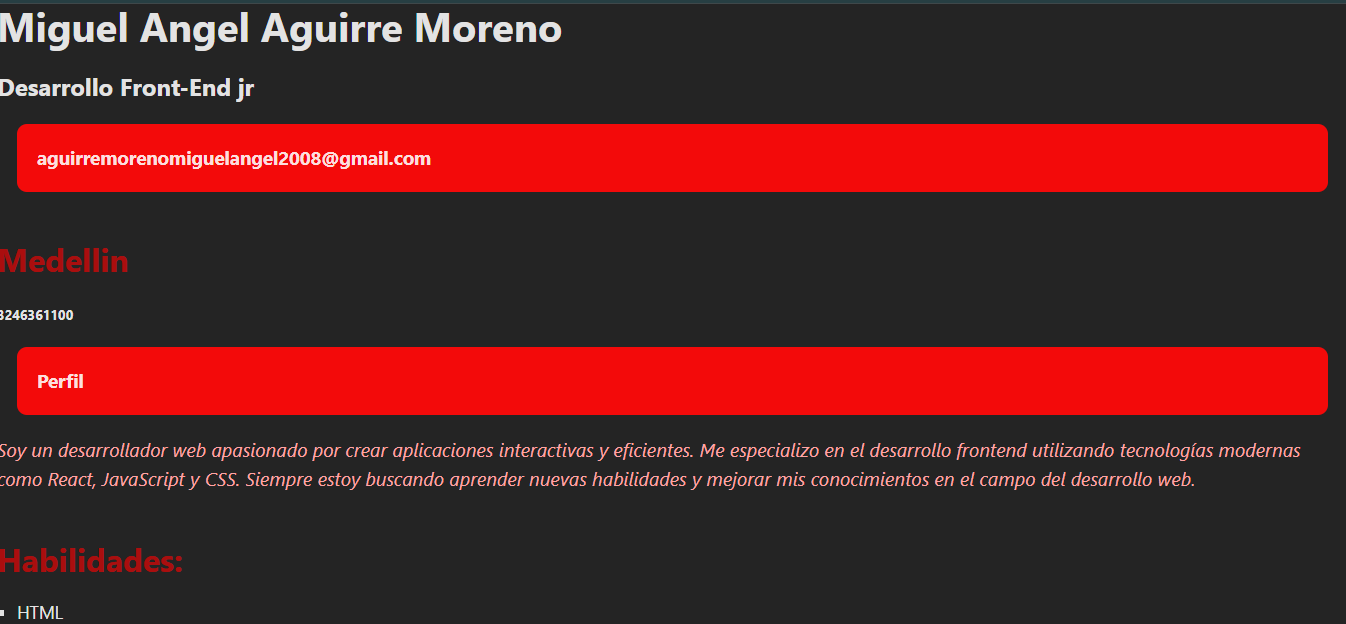 Miguel Angel Aguirre Moreno
Desarrollo Front-End jr
aguirremorenomiguelangel2008@gmail.com
Medellin
3246361100
Perfil
Soy un desarrollador web apasionado por crear aplicaciones interactivas y eficientes. Me especializo en el desarrollo frontend utilizando tecnologías modernas
como React, JavaScript y CSS. Siempre estoy buscando aprender nuevas habilidades y mejorar mis conocimientos en el campo del desarrollo web.
Habilidades:
HTML